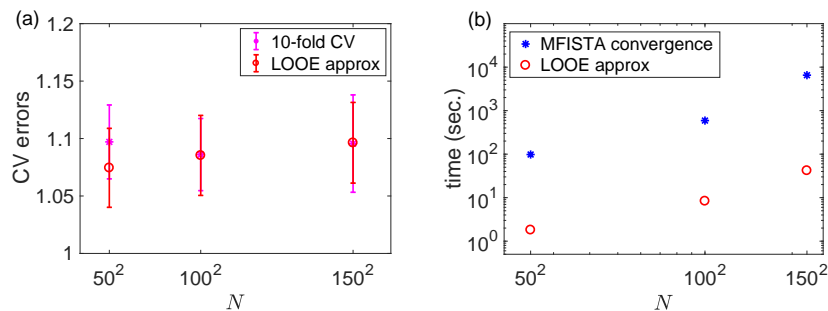 (a)
1.2
1.15
1.1
1.05
1
CV errors
10-fold CV
LOOE approx
50²
100²
150²
N
(b)
10⁴
10³
10²
10¹
10⁰
time (sec.)
MFISTA convergence
LOOE approx
50²
100²
150²
N